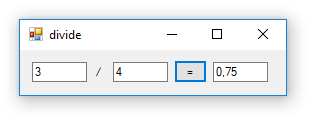 divide
3 / 4 = 0,75